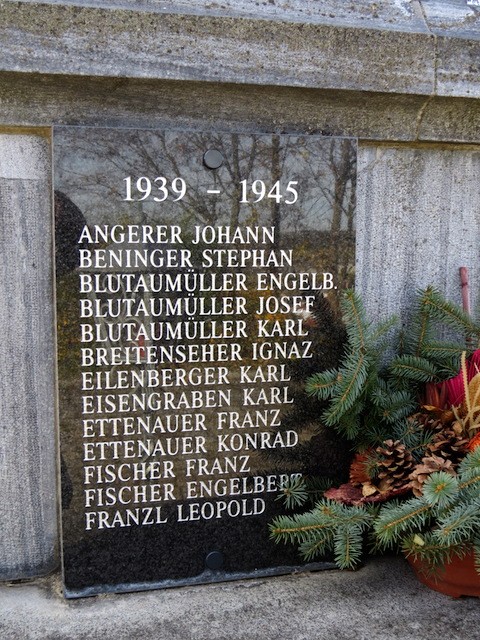 1939 - 1945
ANGERER JOHANN
BENINGER STEPHAN
BLUTAUMÜLLER ENGELB.
BLUTAUMÜLLER JOSEF
BLUTAUMÜLLER KARL
BREITENSEHER IGNAZ
EILENBERGER KARL
EISENGRABEN KARL
ETTENAUER FRANZ
ETTENAUER KONRAD
FISCHER FRANZ
FISCHER ENGELBERT
FRANZL LEOPOLD